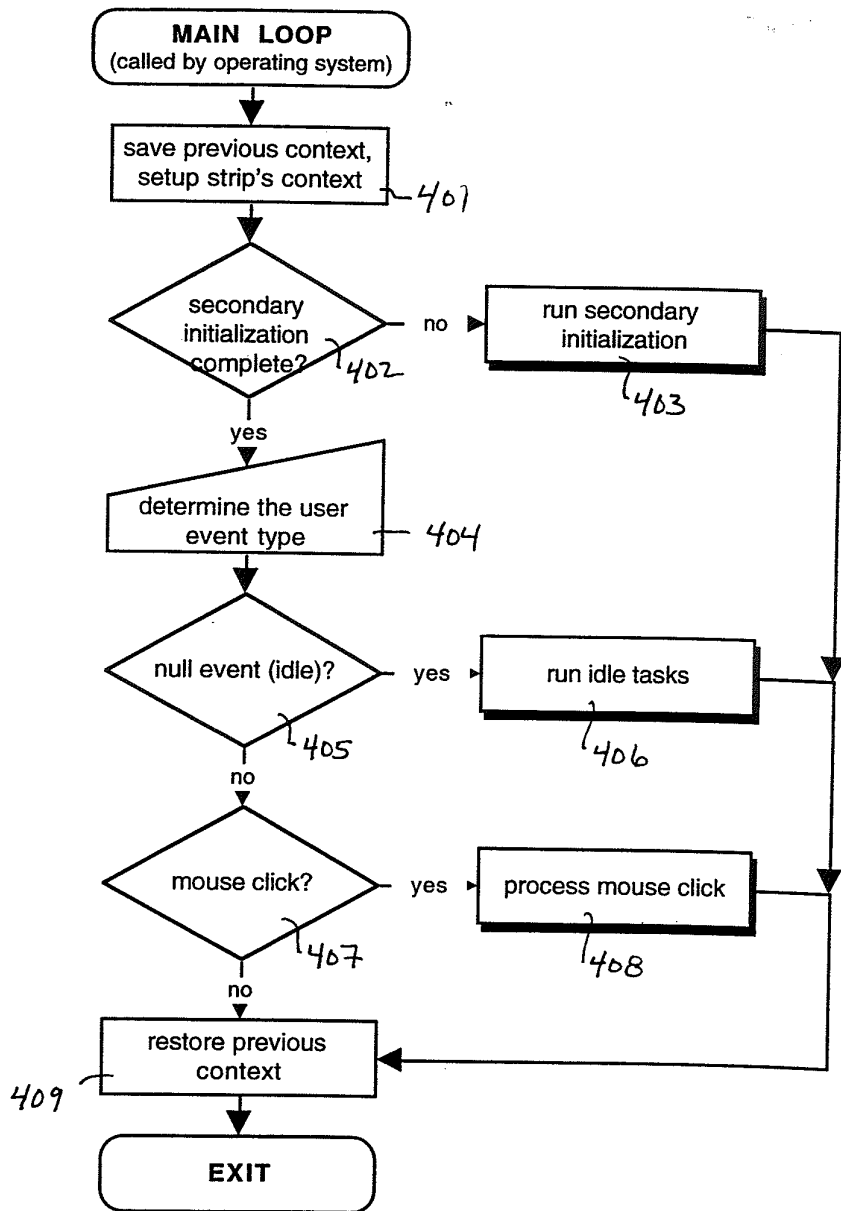 MAIN LOOP
(called by operating system)
save previous context,
setup strip's context
401
secondary
initialization
complete?
402
no
run secondary
initialization
403
yes
determine the user
event type
404
null event (idle)?
405
yes
run idle tasks
406
no
mouse click?
407
yes
process mouse click
408
no
restore previous
context
409
EXIT